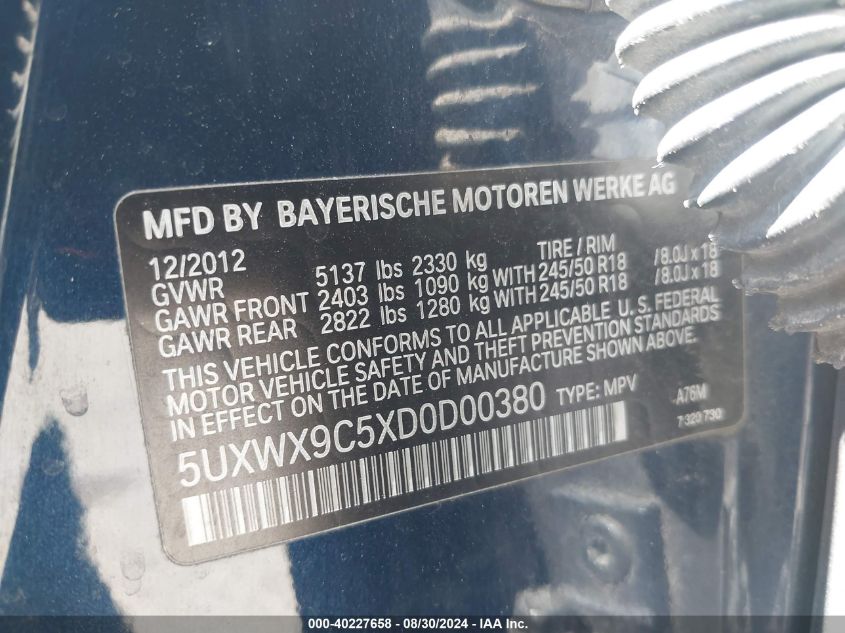 MFD BY BAYERISCHE MOTOREN WERKE AG
12/2012 TIRE / RIM
GVWR 5137 lbs 2330 kg
GAWR FRONT 2403 lbs 1090 kg WITH 245/50 R18 /8.0J x 18
GAWR REAR 2822 lbs 1280 kg WITH 245/50 R18 /8.0J x 18
THIS VEHICLE CONFORMS TO ALL APPLICABLE U.S. FEDERAL
MOTOR VEHICLE SAFETY AND THEFT PREVENTION STANDARDS
IN EFFECT ON THE DATE OF MANUFACTURE SHOWN ABOVE.
5UXWX9C5XD0D00380 TYPE: MPV A76M
7 320 730
000-40227658 - 08/30/2024 - IAA Inc.